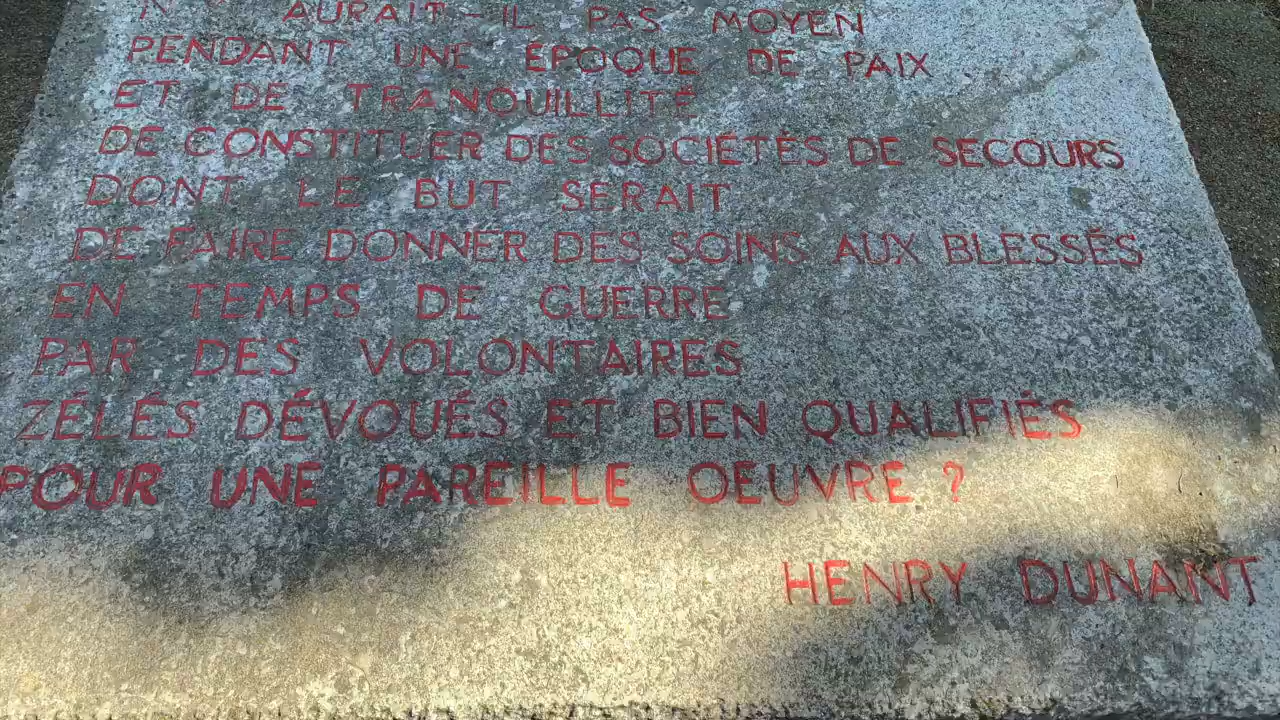 N'Y AURAIT-IL PAS MOYEN
PENDANT UNE ÉPOQUE DE PAIX
ET DE TRANQUILLITÉ
DE CONSTITUER DES SOCIÉTÉS DE SECOURS
DONT LE BUT SERAIT
DE FAIRE DONNER DES SOINS AUX BLESSÉS
EN TEMPS DE GUERRE
PAR DES VOLONTAIRES
ZÉLÉS DÉVOUÉS ET BIEN QUALIFIÉS
POUR UNE PAREILLE OEUVRE ?
HENRY DUNANT